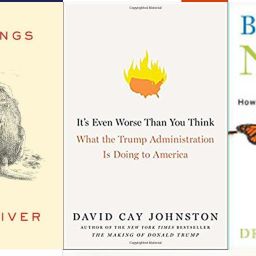 NGS
IVER
It's Even Worse Than You Think
What the Trump Administration
Is Doing to America
DAVID CAY JOHNSTON
AUTHOR OF THE NEW YORK TIMES BESTSELLER
THE MAKING OF DONALD TRUMP
B
N
How
DR